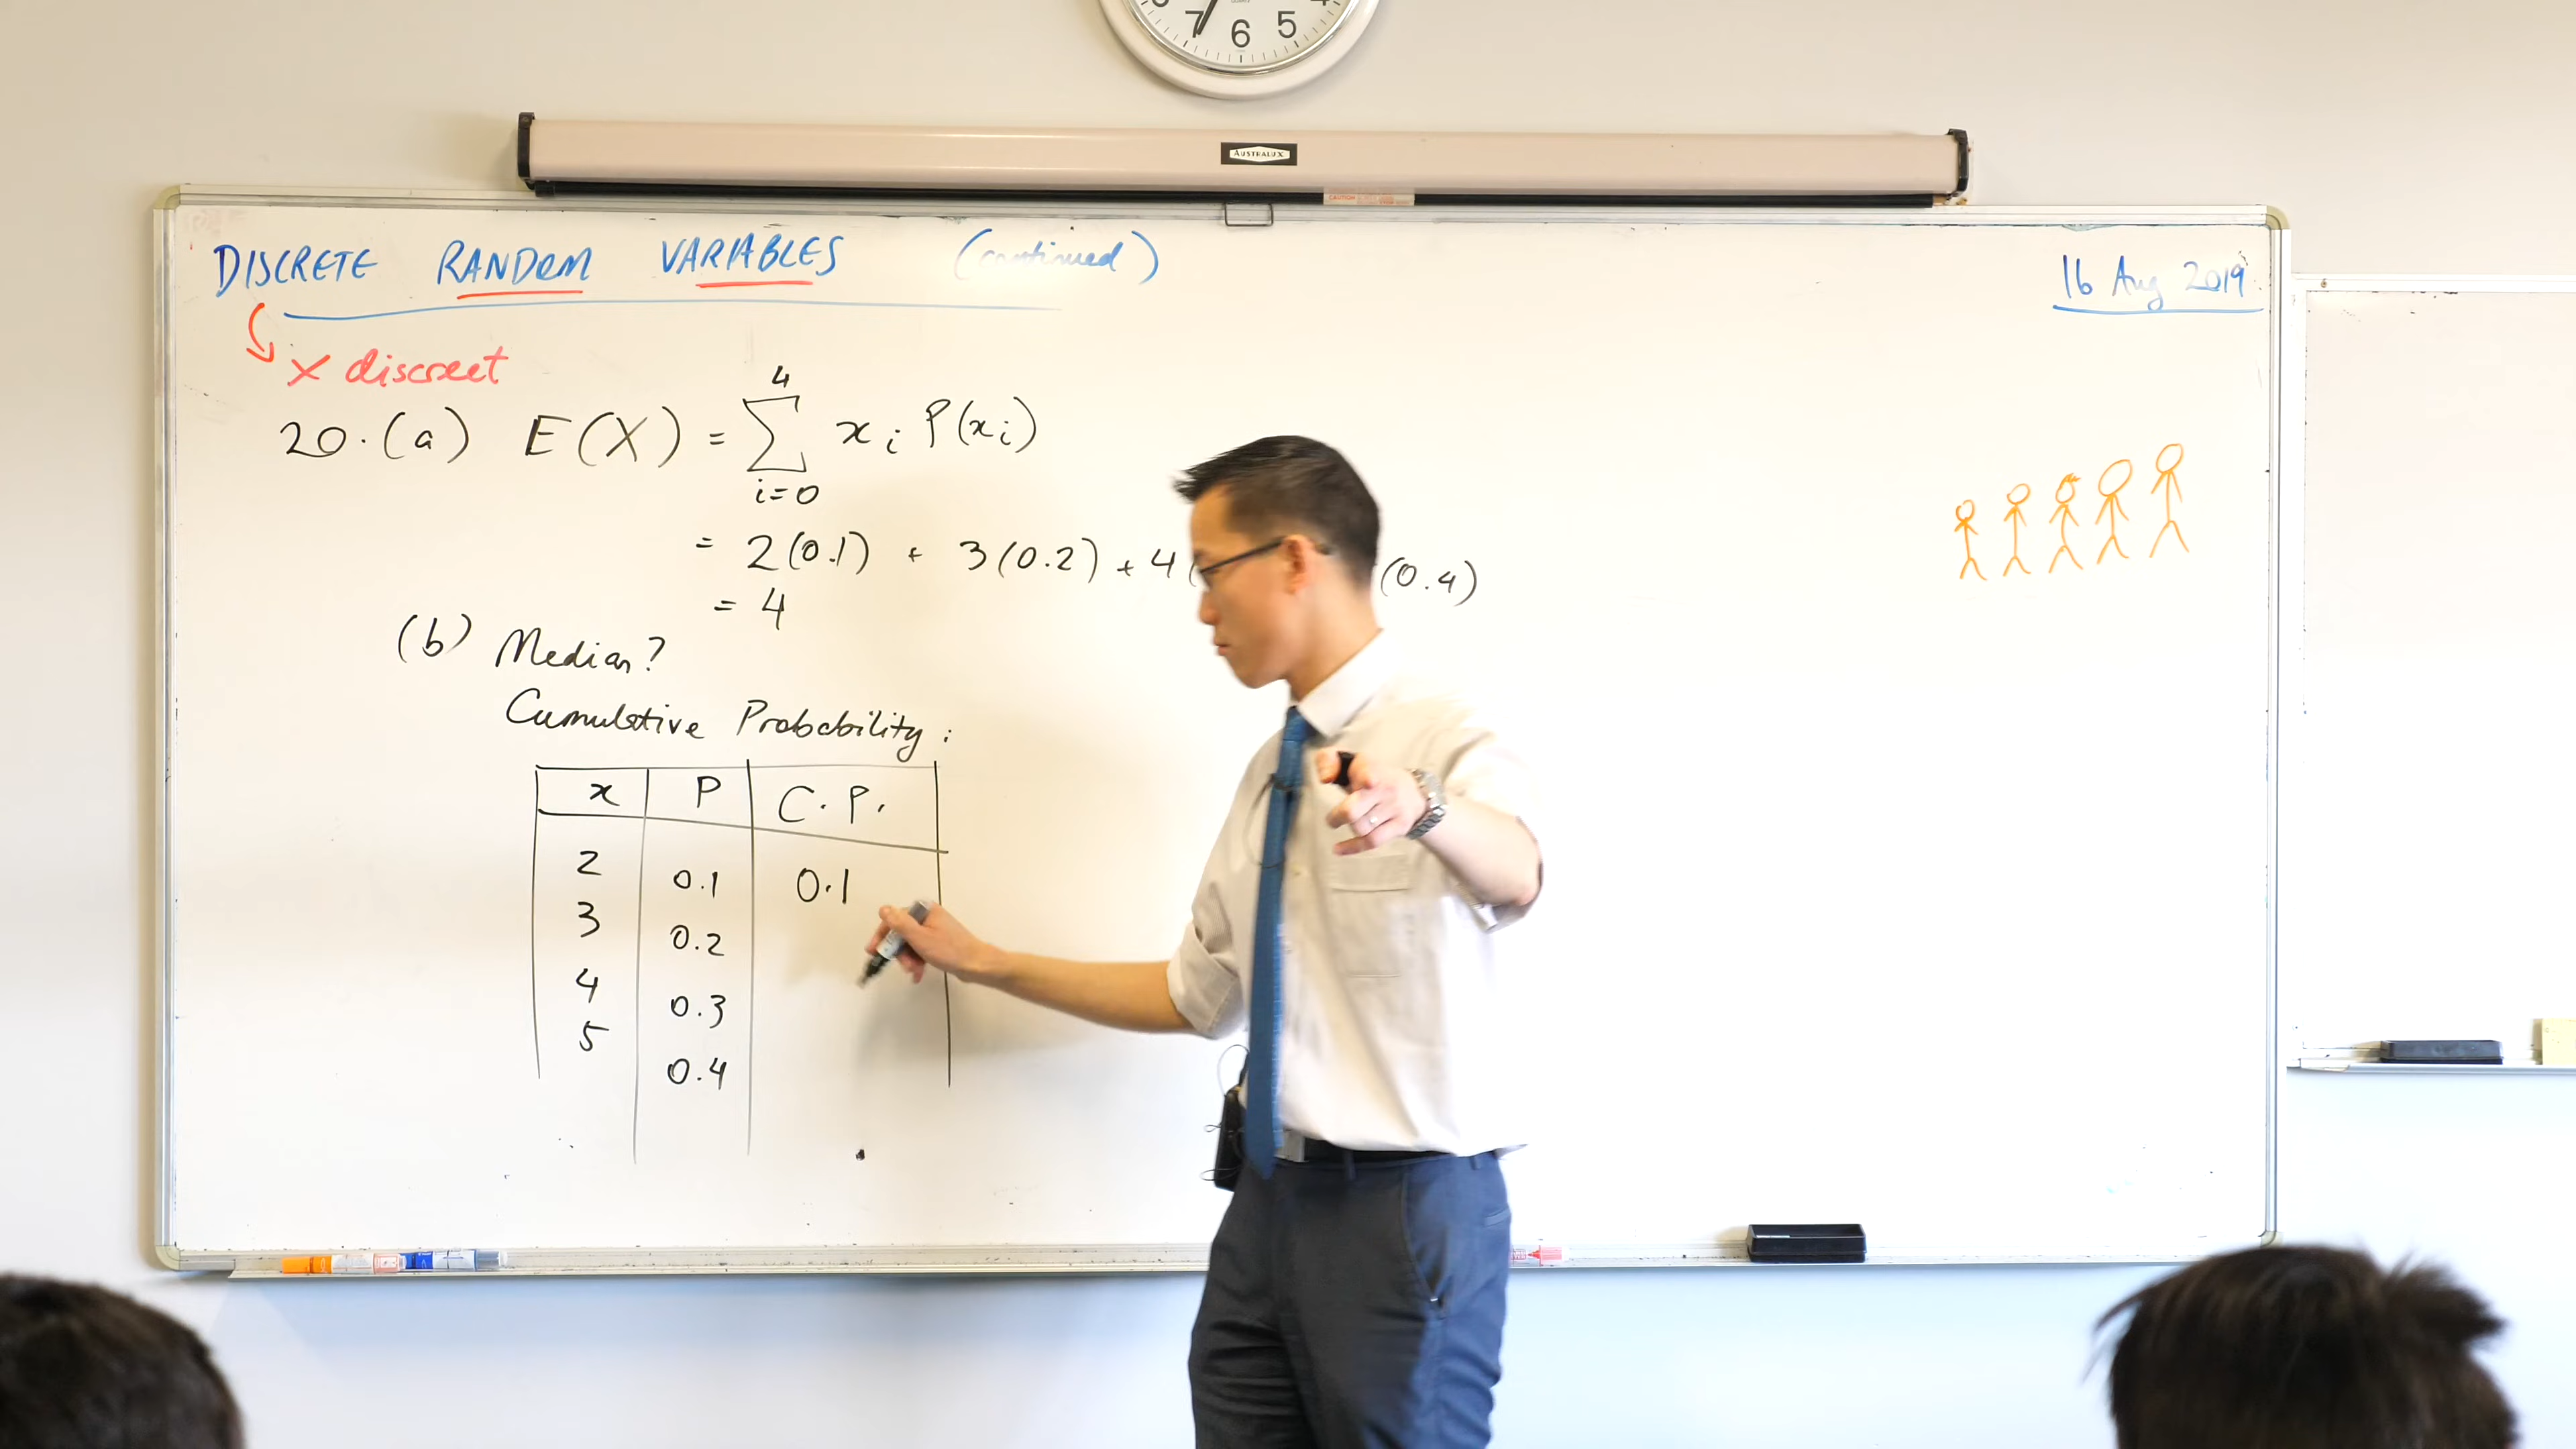 7 6 5
AUSTRALUX
CAUTION
DISCRETE RANDOM VARIABLES (continued)
16 Aug 2019
× discreet
20. (a) E(X) = 4 ∑ i=0 x i P(x i)
= 2(0.1) + 3(0.2) + 4( (0.4)
= 4
(b) Median?
Cumulative Probability:
x P C.P.
2 0.1 0.1
3 0.2
4 0.3
5 0.4